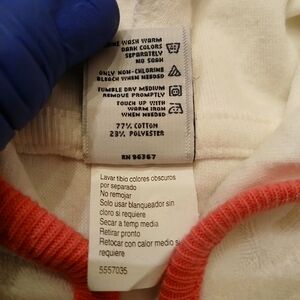 WASH WARM
DARK COLORS
SEPARATELY
NO SOAK
ONLY NON-CHLORINE
BLEACH WHEN NEEDED
TUMBLE DRY MEDIUM
REMOVE PROMPTLY
TOUCH UP WITH
WARM IRON
WHEN NEEDED
77% COTTON
23% POLYESTER
RN 96367
Lavar tibio colores obscuros
por separado
No remojar
Solo usar blanqueador sin
cloro si requiere
Secar a temp media
Retirar pronto
Retocar con calor medio si
requiere
5557035